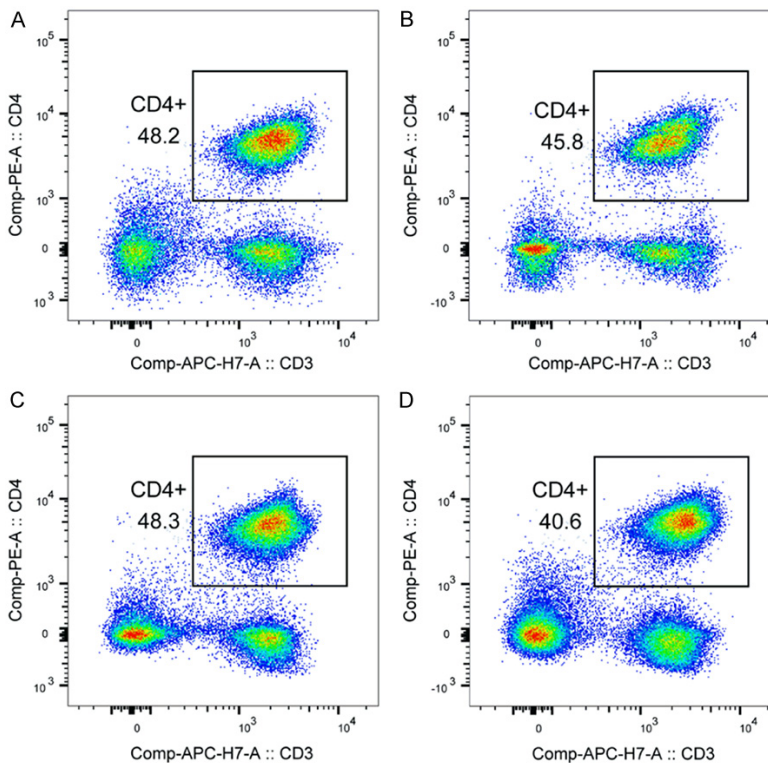 A
10^5
CD4+
10^4
48.2
10^3
0
10^3
Comp-PE-A :: CD4
0 10^3 10^4
Comp-APC-H7-A :: CD3
B
10^5
CD4+
10^4
45.8
10^3
0
-10^3
Comp-PE-A :: CD4
0 10^3 10^4
Comp-APC-H7-A :: CD3
C
10^5
CD4+
10^4
48.3
10^3
0
10^3
Comp-PE-A :: CD4
0 10^3 10^4
Comp-APC-H7-A :: CD3
D
10^5
CD4+
10^4
40.6
10^3
0
-10^3
Comp-PE-A :: CD4
0 10^3 10^4
Comp-APC-H7-A :: CD3